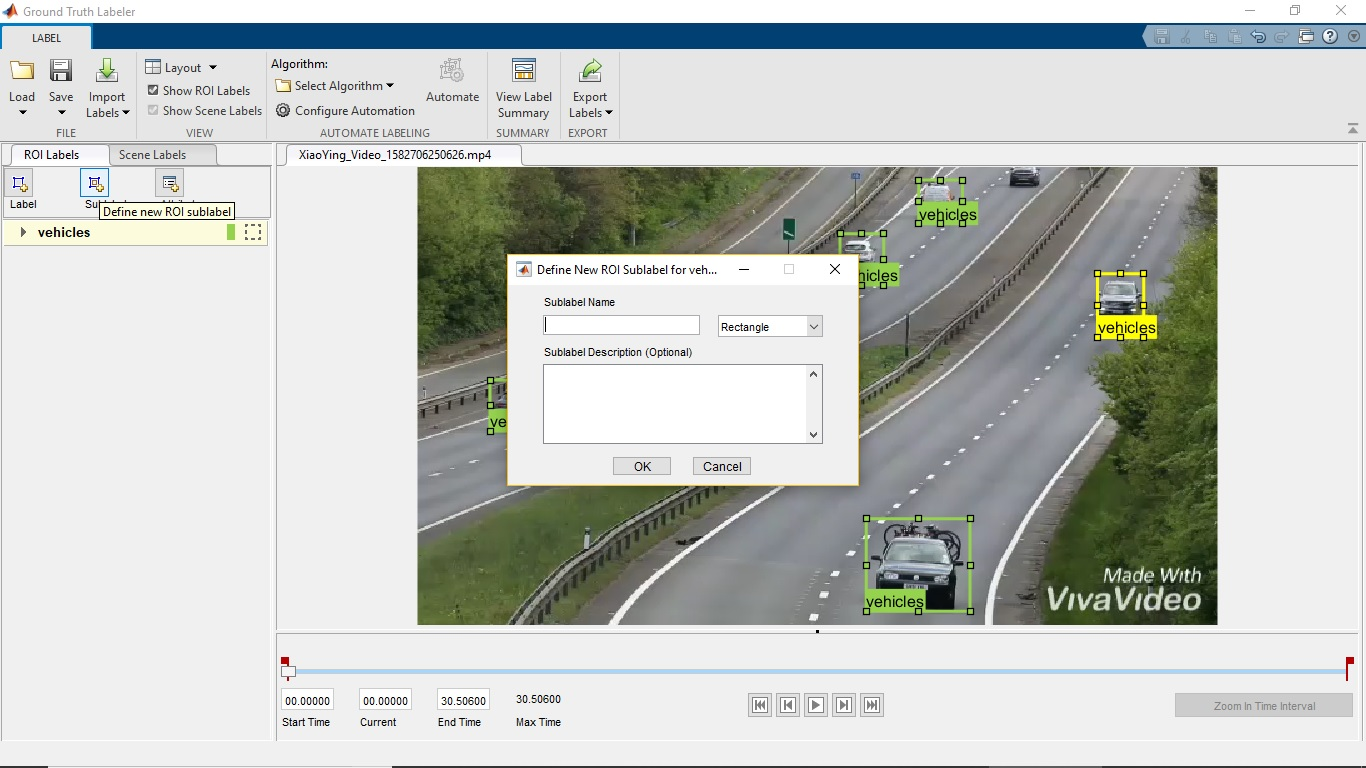 Ground Truth Labeler
LABEL
Load
Save
Import
Labels
FILE
Layout
Show ROI Labels
Show Scene Labels
VIEW
Algorithm:
Select Algorithm
Configure Automation
Automate
AUTOMATE LABELING
View Label
Summary
SUMMARY
Export
Labels
EXPORT
ROI Labels
Scene Labels
XiaoYing_Video_1582706250626.mp4
Label
Define new ROI sublabel
vehicles
vehicles
hicles
vehicles
ve
vehicles
Define New ROI Sublabel for veh...
Sublabel Name
Rectangle
Sublabel Description (Optional)
OK
Cancel
Made With
VivaVideo
00.00000
00.00000
30.50600
30.50600
Start Time
Current
End Time
Max Time
Zoom In Time Interval